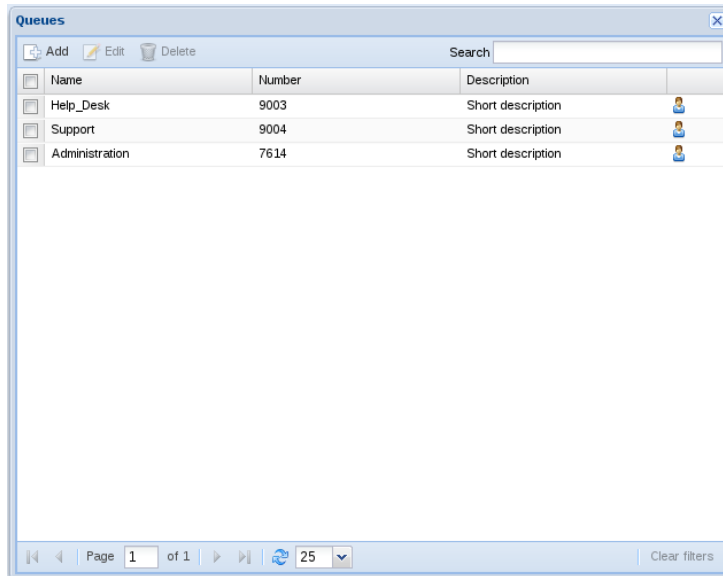 Queues
Add Edit Delete Search
Name Number Description
Help_Desk 9003 Short description
Support 9004 Short description
Administration 7614 Short description
Page 1 of 1 25 Clear filters